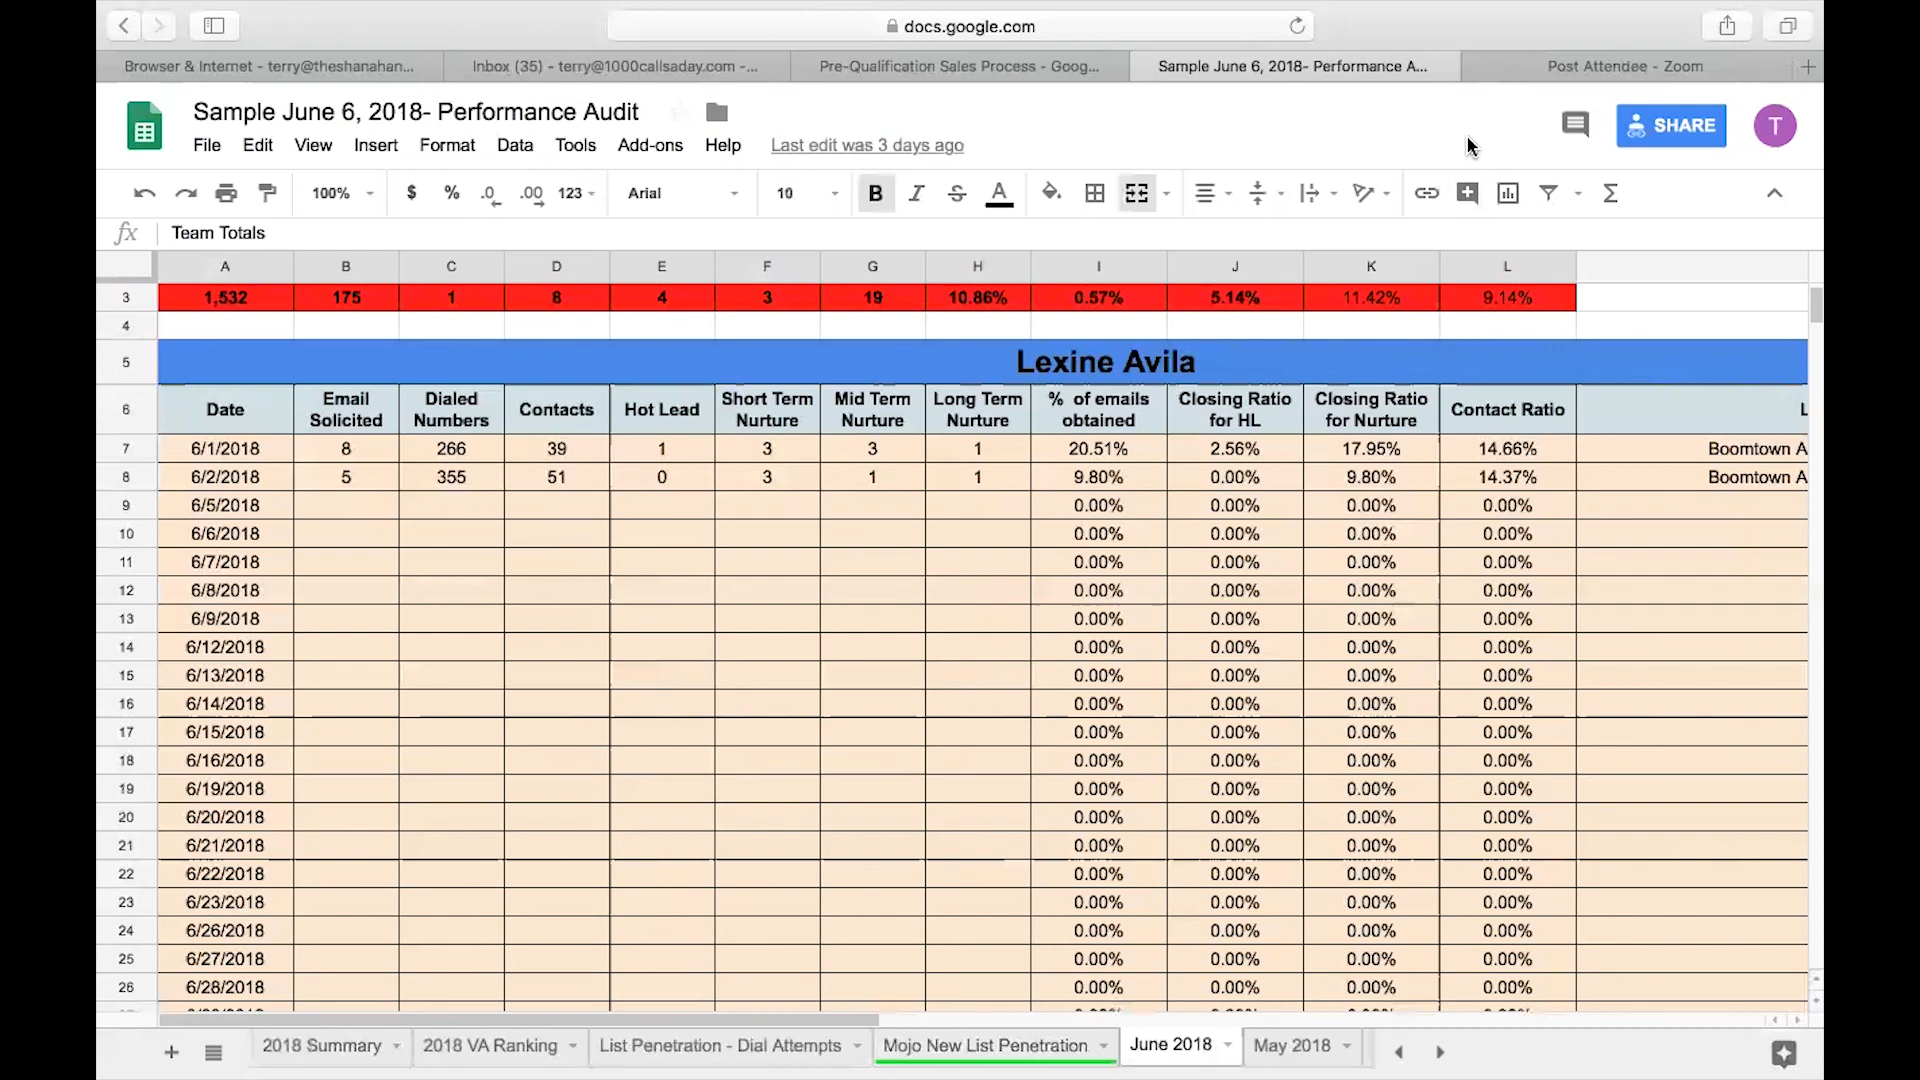 docs.google.com
Browser & Internet - terry@theshanahan... Inbox (35) - terry@1000callsaday.com -... Pre-Qualification Sales Process - Goog... Sample June 6, 2018- Performance A... Post Attendee - Zoom
Sample June 6, 2018- Performance Audit
SHARE T
File Edit View Insert Format Data Tools Add-ons Help Last edit was 3 days ago
100% $ % .0 .00 123 Arial 10 B I S A Σ
fx Team Totals
A B C D E F G H I J K L
3 1,532 175 1 8 4 3 19 10.86% 0.57% 5.14% 11.42% 9.14%
4
5 Lexine Avila
6 Date Email Solicited Dialed Numbers Contacts Hot Lead Short Term Nurture Mid Term Nurture Long Term Nurture % of emails obtained Closing Ratio for HL Closing Ratio for Nurture Contact Ratio L
7 6/1/2018 8 266 39 1 3 3 1 20.51% 2.56% 17.95% 14.66% Boomtown A
8 6/2/2018 5 355 51 0 3 1 1 9.80% 0.00% 9.80% 14.37% Boomtown A
9 6/5/2018 0.00% 0.00% 0.00% 0.00%
10 6/6/2018 0.00% 0.00% 0.00% 0.00%
11 6/7/2018 0.00% 0.00% 0.00% 0.00%
12 6/8/2018 0.00% 0.00% 0.00% 0.00%
13 6/9/2018 0.00% 0.00% 0.00% 0.00%
14 6/12/2018 0.00% 0.00% 0.00% 0.00%
15 6/13/2018 0.00% 0.00% 0.00% 0.00%
16 6/14/2018 0.00% 0.00% 0.00% 0.00%
17 6/15/2018 0.00% 0.00% 0.00% 0.00%
18 6/16/2018 0.00% 0.00% 0.00% 0.00%
19 6/19/2018 0.00% 0.00% 0.00% 0.00%
20 6/20/2018 0.00% 0.00% 0.00% 0.00%
21 6/21/2018 0.00% 0.00% 0.00% 0.00%
22 6/22/2018 0.00% 0.00% 0.00% 0.00%
23 6/23/2018 0.00% 0.00% 0.00% 0.00%
24 6/26/2018 0.00% 0.00% 0.00% 0.00%
25 6/27/2018 0.00% 0.00% 0.00% 0.00%
26 6/28/2018 0.00% 0.00% 0.00% 0.00%
2018 Summary 2018 VA Ranking List Penetration - Dial Attempts Mojo New List Penetration June 2018 May 2018